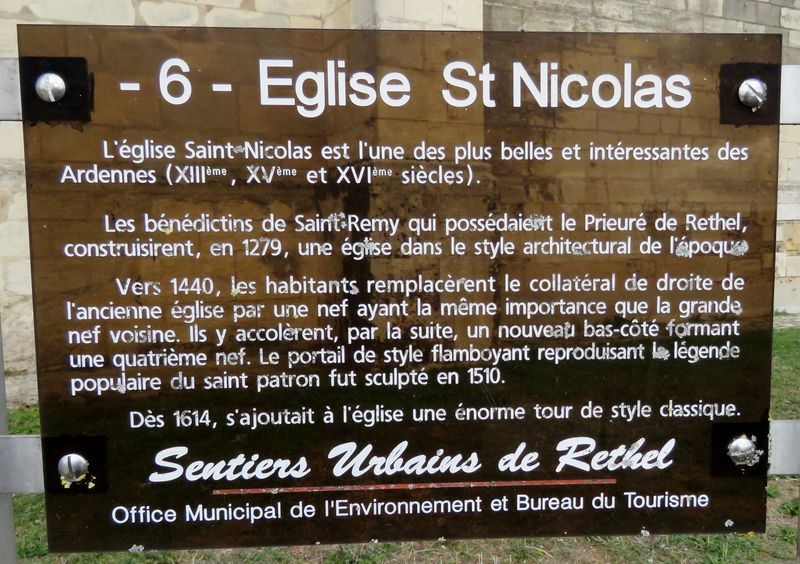 - 6 - Eglise St Nicolas
L'église Saint-Nicolas est l'une des plus belles et intéressantes des
Ardennes (XIIIème, XVème et XVIème siècles).
Les bénédictins de Saint-Remy qui possédaient le Prieuré de Rethel,
construisirent, en 1279, une église dans le style architectural de l'époque
Vers 1440, les habitants remplacèrent le collatéral de droite de
l'ancienne église par une nef ayant la même importance que la grande
nef voisine. Ils y accolèrent, par la suite, un nouveau bas-côté formant
une quatrième nef. Le portail de style flamboyant reproduisant la légende
populaire du saint patron fut sculpté en 1510.
Dès 1614, s'ajoutait à l'église une énorme tour de style classique.
Sentiers Urbains de Rethel
Office Municipal de l'Environnement et Bureau du Tourisme